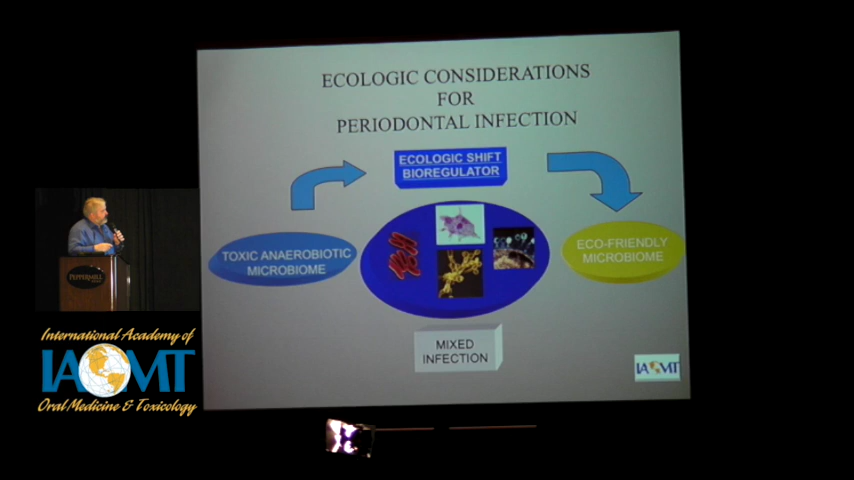 ECOLOGIC CONSIDERATIONS
FOR
PERIODONTAL INFECTION
ECOLOGIC SHIFT
BIOREGULATOR
TOXIC ANAEROBIOTIC
MICROBIOME
ECO-FRIENDLY
MICROBIOME
MIXED
INFECTION
IAOMT
PEPPERMILL
International Academy of
IAOMT
Oral Medicine & Toxicology